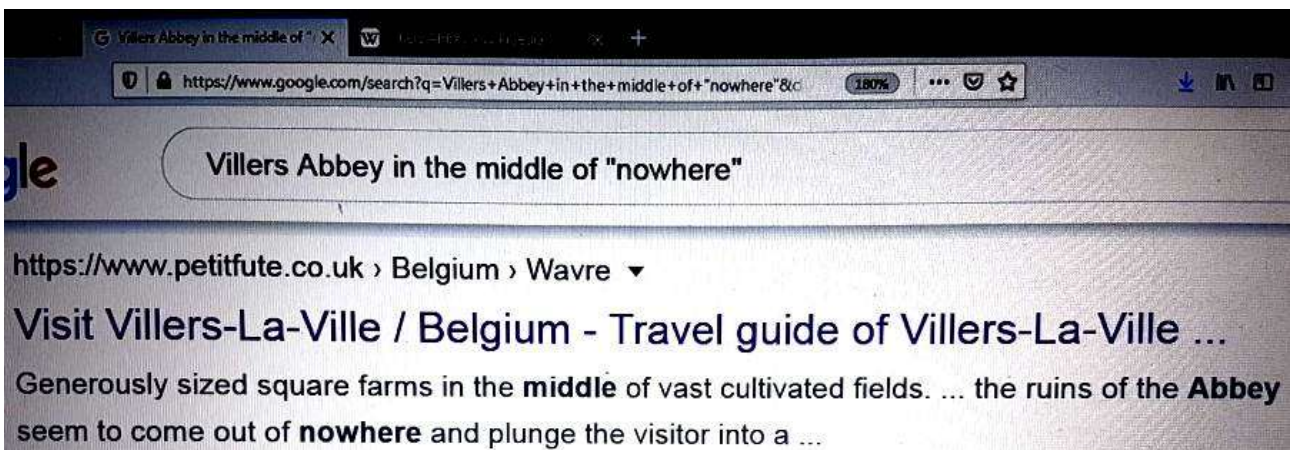 G Villers Abbey in the middle of " X W +
https://www.google.com/search?q=Villers+Abbey+in+the+middle+of+"nowhere"&c 180% ...
gle Villers Abbey in the middle of "nowhere"
https://www.petitfute.co.uk › Belgium › Wavre
Visit Villers-La-Ville / Belgium - Travel guide of Villers-La-Ville ...
Generously sized square farms in the middle of vast cultivated fields. ... the ruins of the Abbey
seem to come out of nowhere and plunge the visitor into a ...